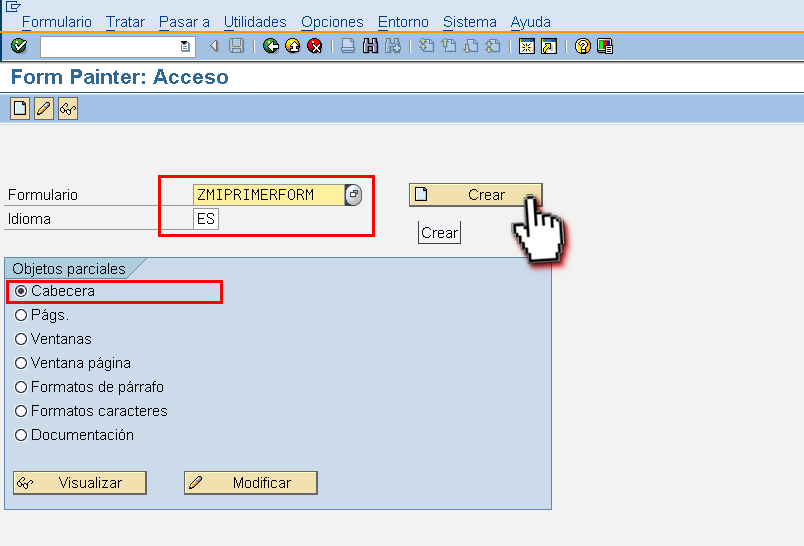 Formulario Tratar Pasar a Utilidades Opciones Entorno Sistema Ayuda
Form Painter: Acceso
Formulario ZMIPRIMERFORM Crear
Idioma ES
Crear
Objetos parciales
Cabecera
Págs.
Ventanas
Ventana página
Formatos de párrafo
Formatos caracteres
Documentación
Visualizar Modificar